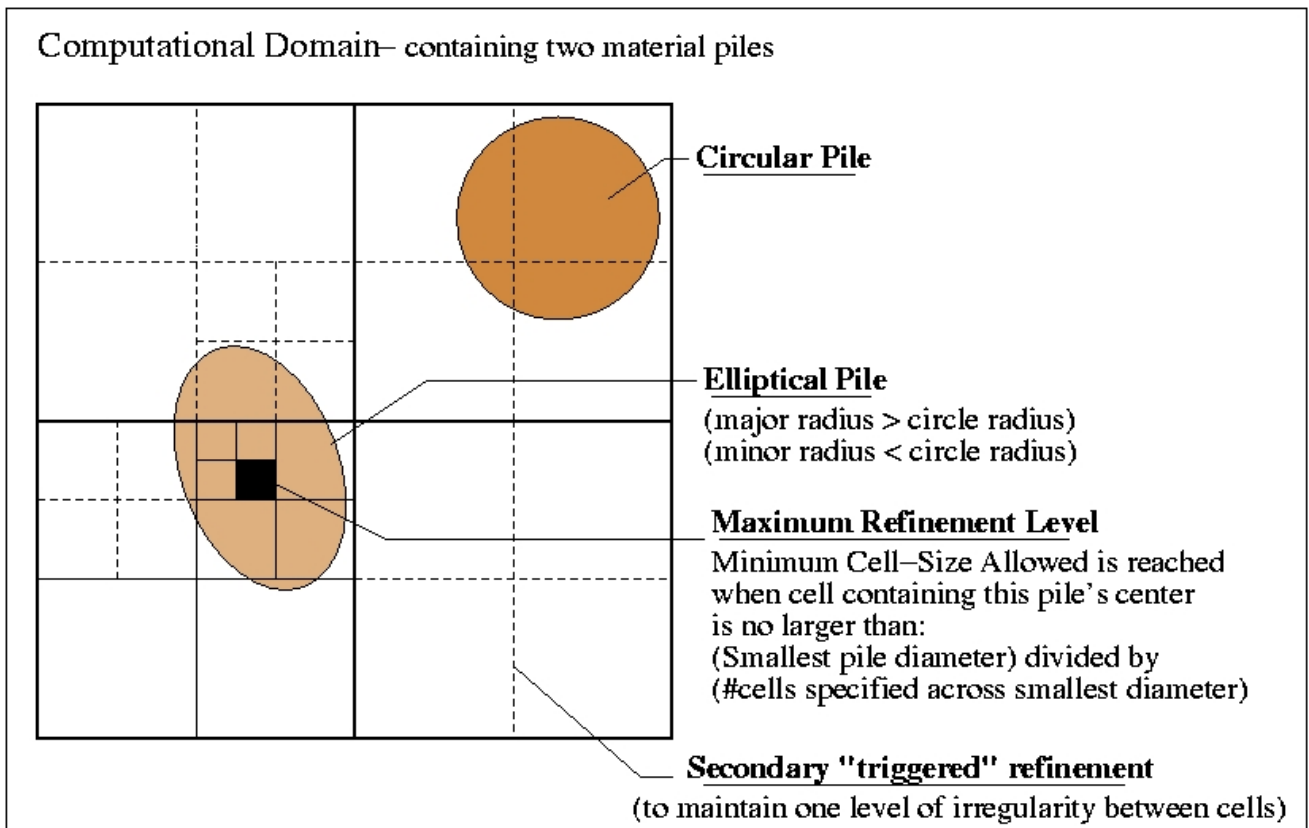 Computational Domain– containing two material piles
Circular Pile
Elliptical Pile
(major radius > circle radius)
(minor radius < circle radius)
Maximum Refinement Level
Minimum Cell–Size Allowed is reached
when cell containing this pile's center
is no larger than:
(Smallest pile diameter) divided by
(#cells specified across smallest diameter)
Secondary "triggered" refinement
(to maintain one level of irregularity between cells)